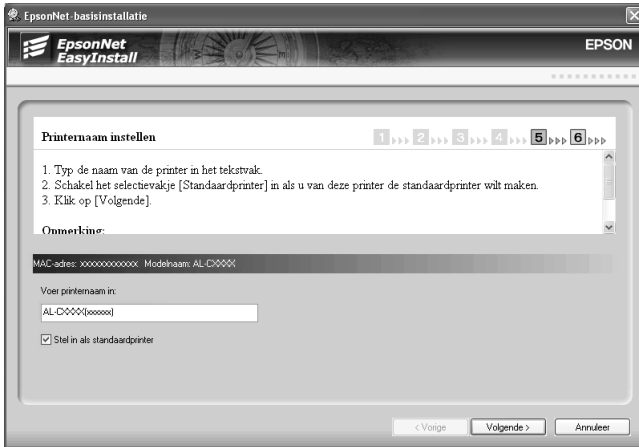 EpsonNet-basisinstallatie
EpsonNet
EasyInstall
EPSON
Printernaam instellen
1 2 3 4 5 6
1. Typ de naam van de printer in het tekstvak.
2. Schakel het selectievakje [Standaardprinter] in als u van deze printer de standaardprinter wilt maken.
3. Klik op [Volgende].
Opmerking:
MAC-adres: xxxxxxxxxxxx Modelnaam: AL-CXXXX
Voer printernaam in:
AL-CXXXX(xxxxxx)
Stel in als standaardprinter
< Vorige
Volgende >
Annuleer